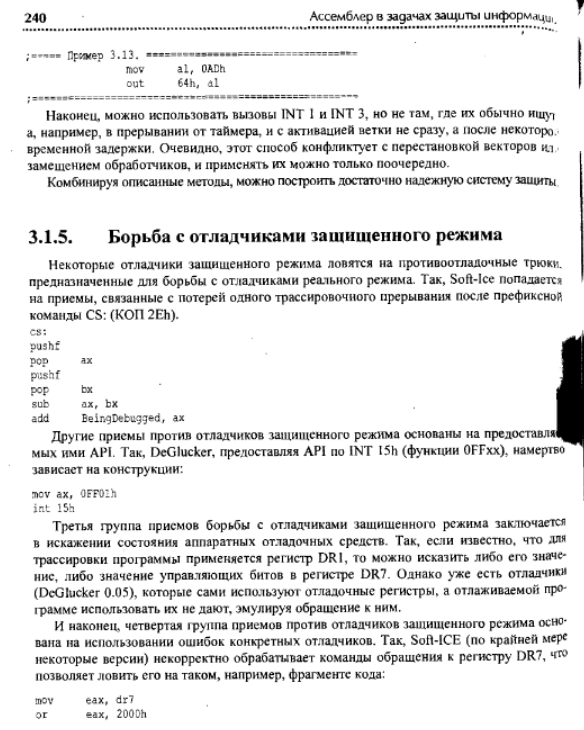 240 Ассемблер в задачах защиты информации
;===== Пример 3.13. ===================================
mov al, 0ADh
out 64h, al
;======================================================
Наконец, можно использовать вызовы INT 1 и INT 3, но не там, где их обычно ищут
а, например, в прерывании от таймера, и с активацией ветки не сразу, а после некоторо
временной задержки. Очевидно, этот способ конфликтует с перестановкой векторов ил
замещением обработчиков, и применять их можно только поочередно.
Комбинируя описанные методы, можно построить достаточно надежную систему защиты.
3.1.5. Борьба с отладчиками защищенного режима
Некоторые отладчики защищенного режима ловятся на противоотладочные трюки,
предназначенные для борьбы с отладчиками реального режима. Так, Soft-Ice попадается
на приемы, связанные с потерей одного трассировочного прерывания после префиксной
команды CS: (КОП 2Eh).
cs:
pushf
pop ax
pushf
pop bx
sub ax, bx
add BeingDebugged, ax
Другие приемы против отладчиков защищенного режима основаны на предоставляе
мых ими API. Так, DeGlucker, предоставляя API по INT 15h (функции 0FFxx), намертво
зависает на конструкции:
mov ax, 0FF01h
int 15h
Третья группа приемов борьбы с отладчиками защищенного режима заключается
в искажении состояния аппаратных отладочных средств. Так, если известно, что для
трассировки программы применяется регистр DR1, то можно исказить либо его значе-
ние, либо значение управляющих битов в регистре DR7. Однако уже есть отладчики
(DeGlucker 0.05), которые сами используют отладочные регистры, а отлаживаемой про-
грамме использовать их не дают, эмулируя обращение к ним.
И наконец, четвертая группа приемов против отладчиков защищенного режима осно-
вана на использовании ошибок конкретных отладчиков. Так, Soft-ICE (по крайней мере
некоторые версии) некорректно обрабатывает команды обращения к регистру DR7, что
позволяет ловить его на таком, например, фрагменте кода:
mov eax, dr7
or eax, 2000h